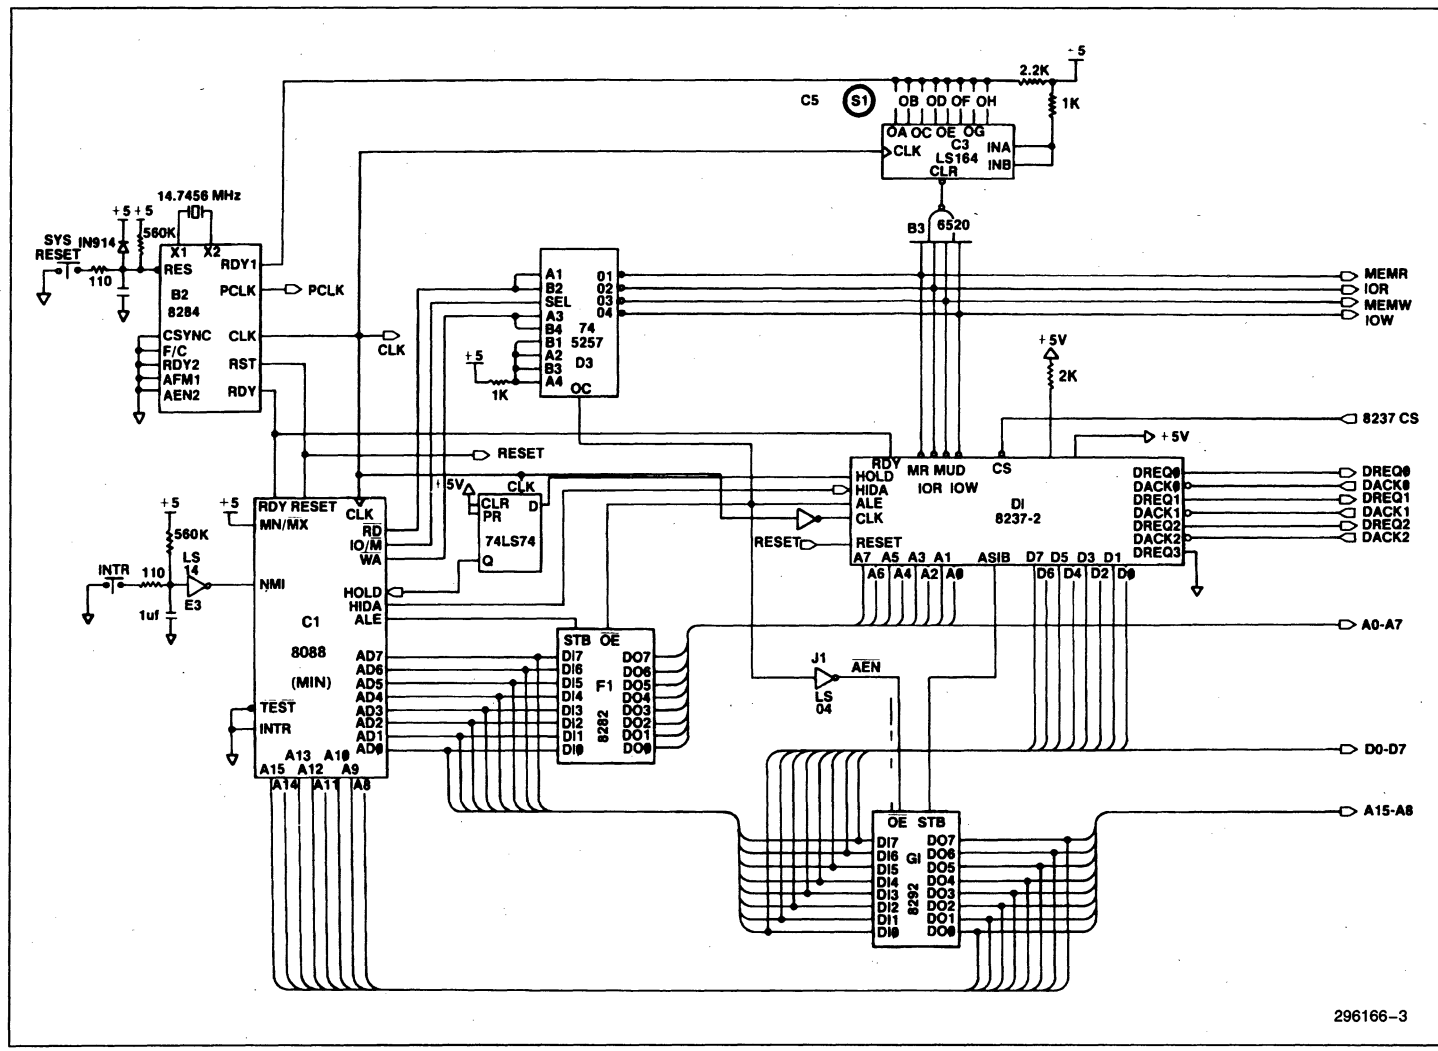 +5
2.2K
1K
C5
S1
OB OD OF OH
OA OC OE OG
C3
CLK
LS164
CLR
INA
INB
B3
6520
14.7456 MHz
+5 +5
560K
IN914
SYS
RESET
110
X1 X2
RES
RDY1
B2
8284
PCLK
PCLK
CSYNC
CLK
CLK
F/C
RDY2
RST
AFM1
AEN2
RDY
A1
B2
SEL
A3
B4
B1
A2
B3
A4
01
02
03
04
74
5257
D3
OC
+5
1K
MEMR
IOR
MEMW
IOW
+5V
2K
8237 CS
+5V
RESET
RDY
MR MUD
IOR IOW
CS
HOLD
HIDA
ALE
CLK
RESET
RESET
DI
8237-2
DREQ0
DACK0
DREQ1
DACK1
DREQ2
DACK2
DREQ3
DREQ0
DACK0
DREQ1
DACK1
DREQ2
DACK2
A7 A5 A3 A1
A6 A4 A2 A0
ASIB
D7 D5 D3 D1
D6 D4 D2 D0
+5V
CLK
CLR
PR
D
74LS74
Q
+5
560K
+5
INTR
110
LS
14
E3
1uf
RDY RESET
CLK
MN/MX
RD
IO/M
WA
NMI
HOLD
HIDA
ALE
C1
8088
(MIN)
AD7
AD6
AD5
AD4
AD3
AD2
AD1
AD0
TEST
INTR
A13 A10
A15 A12 A9
A14 A11 A8
STB OE
DI7
DI6
DI5
DI4
DI3
DI2
DI1
DI0
F1
8282
DO7
DO6
DO5
DO4
DO3
DO2
DO1
DO0
A0-A7
J1
AEN
LS
04
D0-D7
A15-A8
OE STB
DI7
DI6
DI5
DI4
DI3
DI2
DI1
DI0
GI
8292
DO7
DO6
DO5
DO4
DO3
DO2
DO1
DO0
296166-3